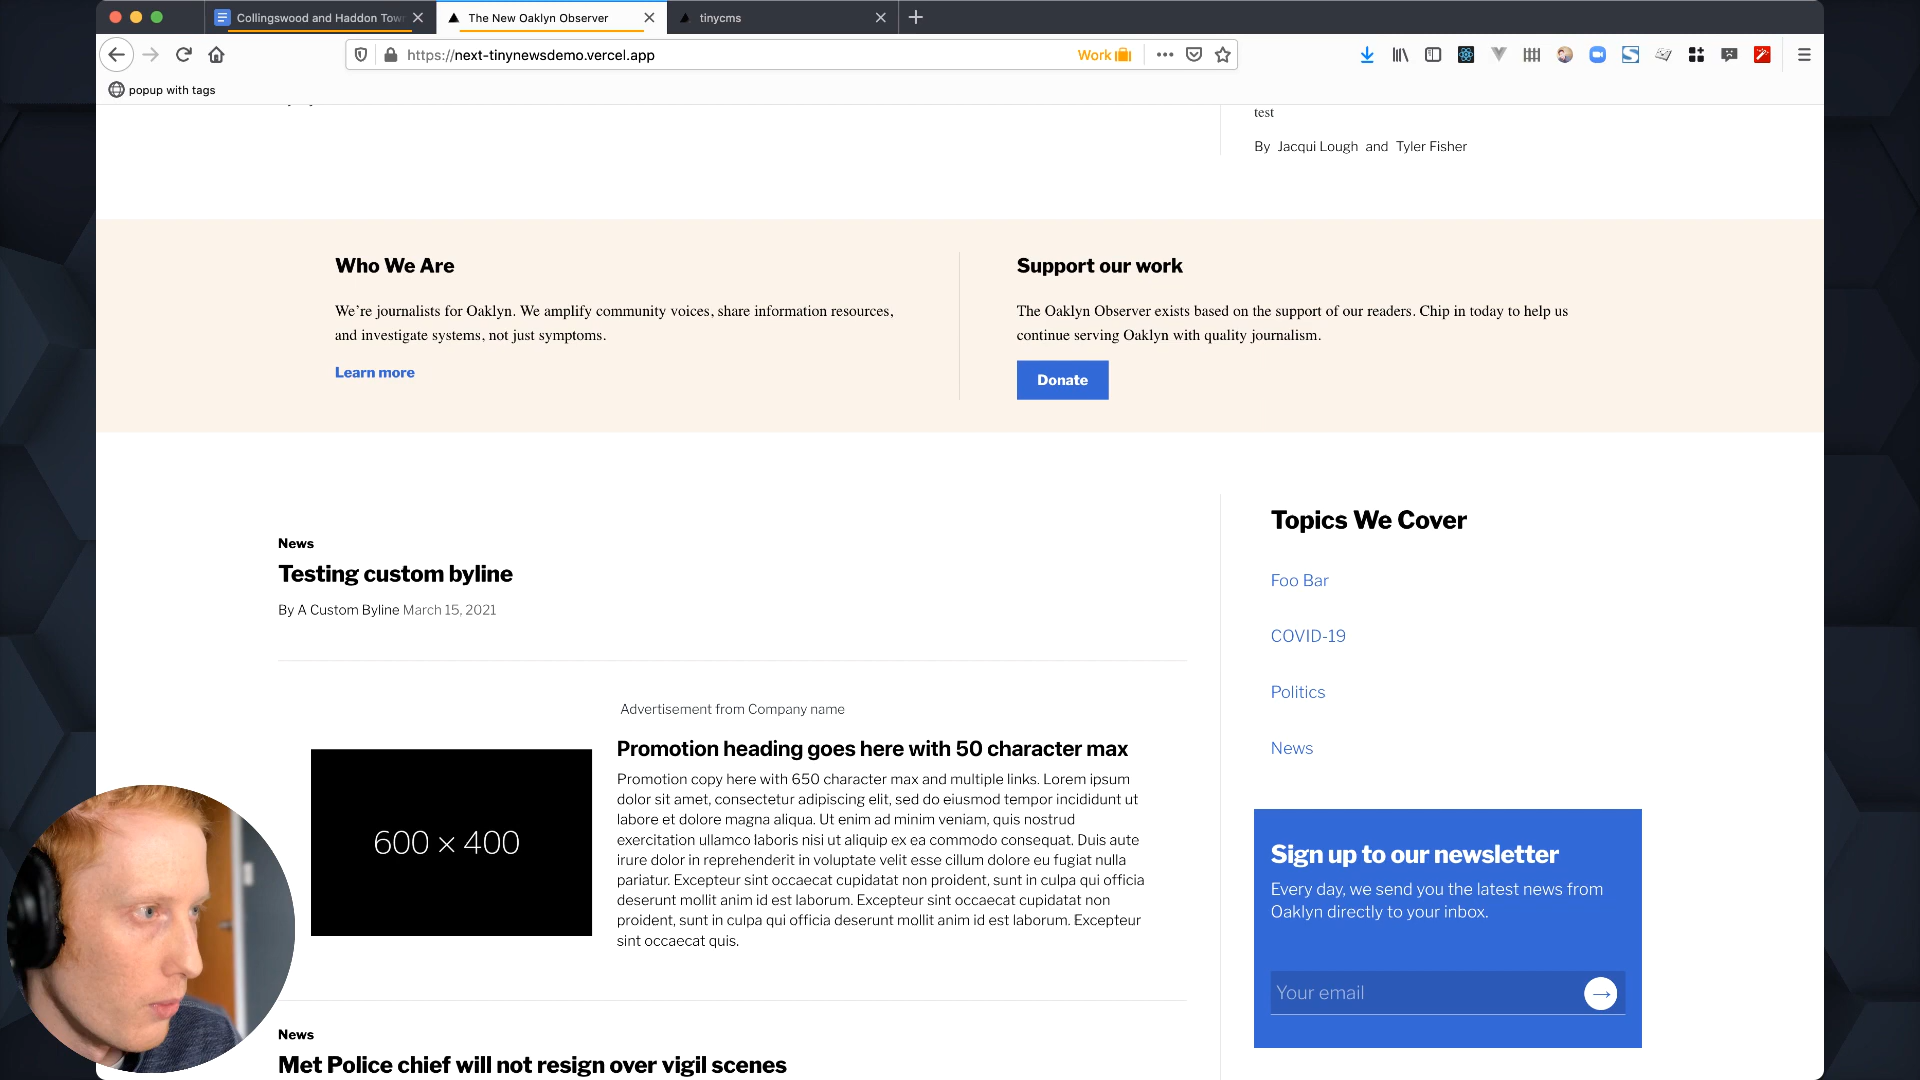 Collingswood and Haddon Tow
The New Oaklyn Observer
tinycms
https://next-tinynewsdemo.vercel.app
Work
popup with tags
test
By Jacqui Lough and Tyler Fisher
Who We Are
We're journalists for Oaklyn. We amplify community voices, share information resources,
and investigate systems, not just symptoms.
Learn more
Support our work
The Oaklyn Observer exists based on the support of our readers. Chip in today to help us
continue serving Oaklyn with quality journalism.
Donate
News
Testing custom byline
By A Custom Byline March 15, 2021
Advertisement from Company name
600 × 400
Promotion heading goes here with 50 character max
Promotion copy here with 650 character max and multiple links. Lorem ipsum
dolor sit amet, consectetur adipiscing elit, sed do eiusmod tempor incididunt ut
labore et dolore magna aliqua. Ut enim ad minim veniam, quis nostrud
exercitation ullamco laboris nisi ut aliquip ex ea commodo consequat. Duis aute
irure dolor in reprehenderit in voluptate velit esse cillum dolore eu fugiat nulla
pariatur. Excepteur sint occaecat cupidatat non proident, sunt in culpa qui officia
deserunt mollit anim id est laborum. Excepteur sint occaecat cupidatat non
proident, sunt in culpa qui officia deserunt mollit anim id est laborum. Excepteur
sint occaecat quis.
News
Met Police chief will not resign over vigil scenes
Topics We Cover
Foo Bar
COVID-19
Politics
News
Sign up to our newsletter
Every day, we send you the latest news from
Oaklyn directly to your inbox.
Your email